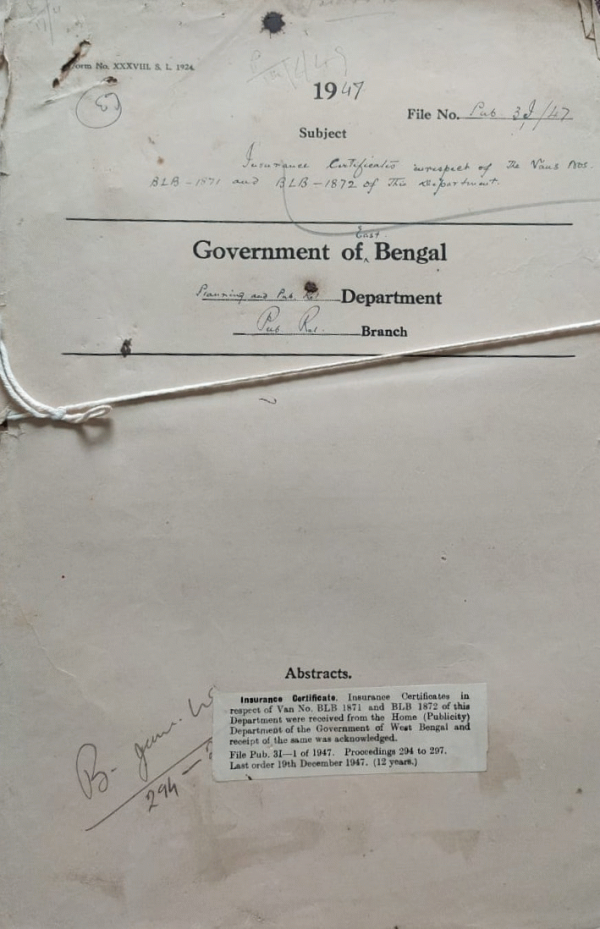 Form No. XXXVIII, S. L. 1924.
1947
File No. Pub 3I/47
Subject
Insurance Certificates in respect of the Vans Nos.
BLB-1871 and BLB-1872 of this department.
East
Government of ‸ Bengal
Planning and Pub. Rel. Department
Pub Rel. Branch
Abstracts.
Insurance Certificate. Insurance Certificates in
respect of Van No. BLB 1871 and BLB 1872 of this
Department were received from the Home (Publicity)
Department of the Government of West Bengal and
receipt of the same was acknowledged.
File Pub. 3I—1 of 1947. Proceedings 294 to 297.
Last order 19th December 1947. (12 years.)
B-
294 —